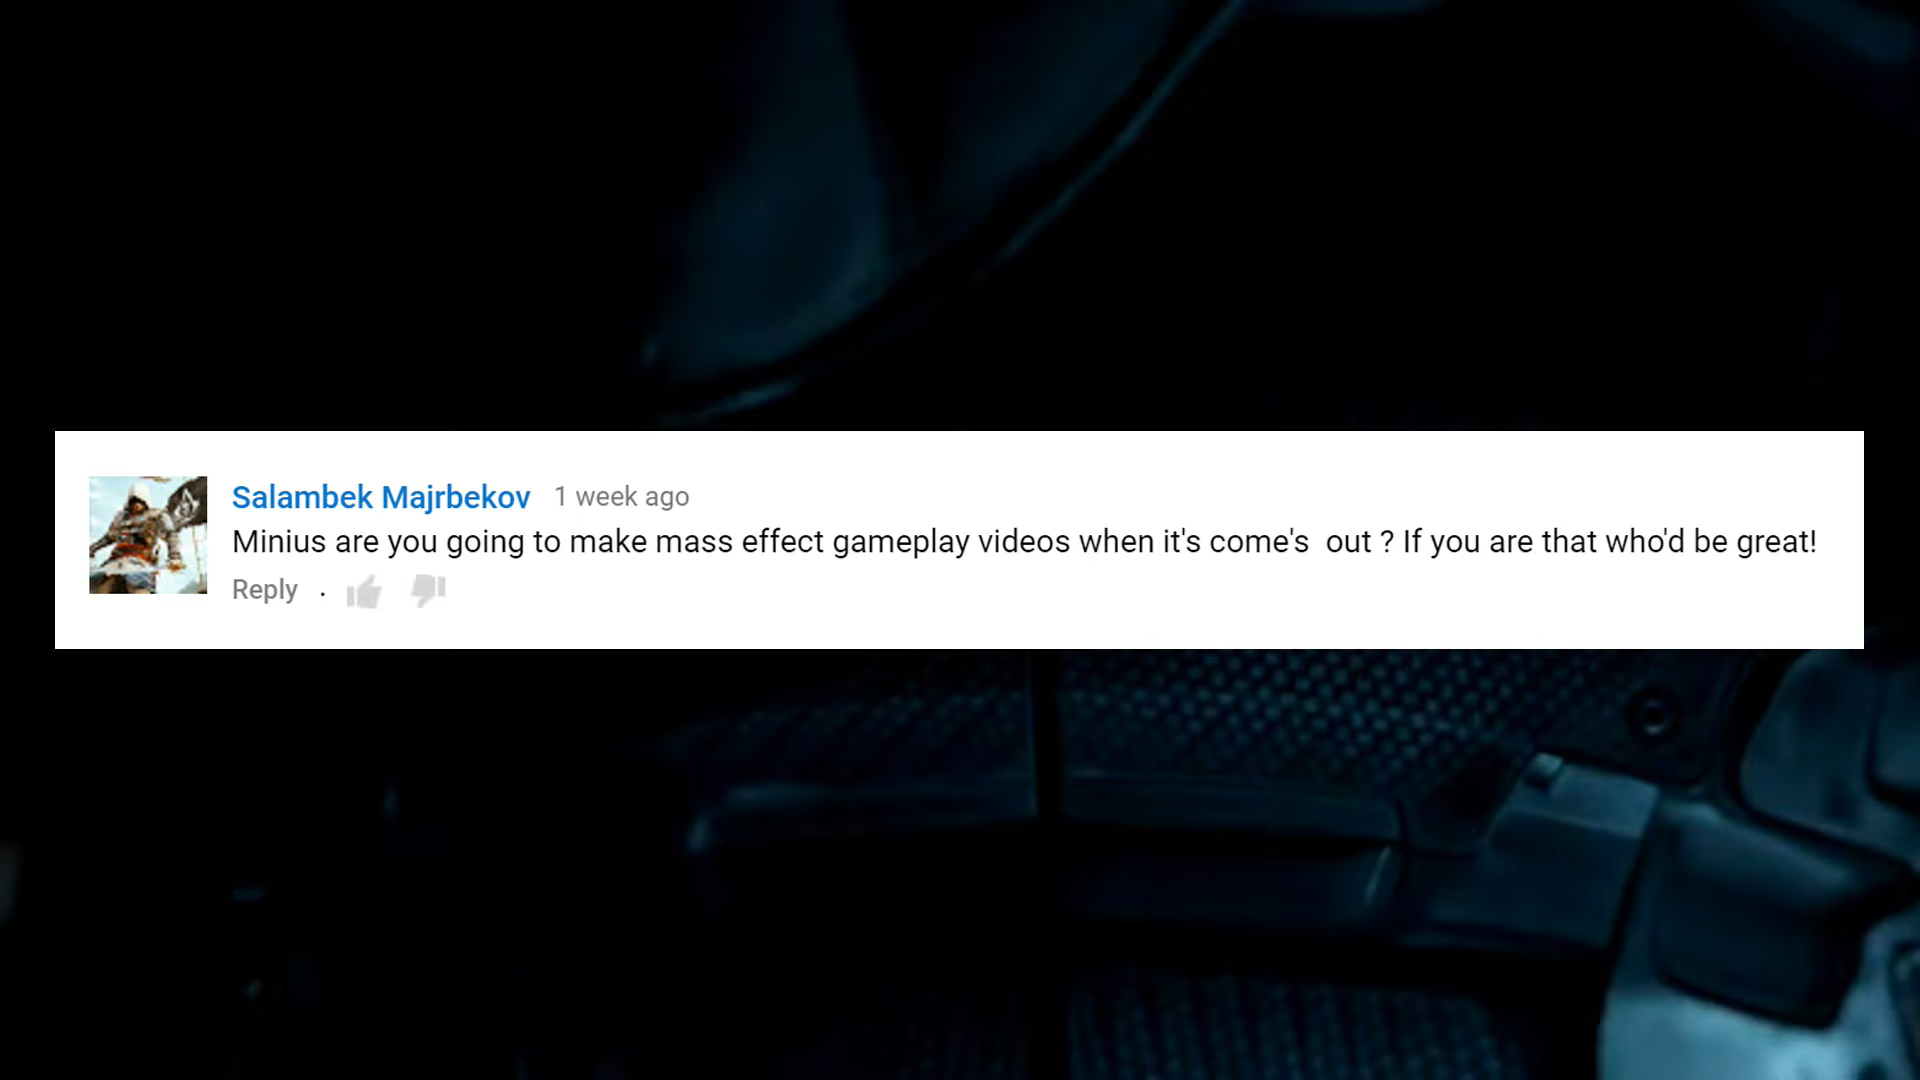 Salambek Majrbekov 1 week ago
Minius are you going to make mass effect gameplay videos when it's come's  out ? If you are that who'd be great!
Reply .